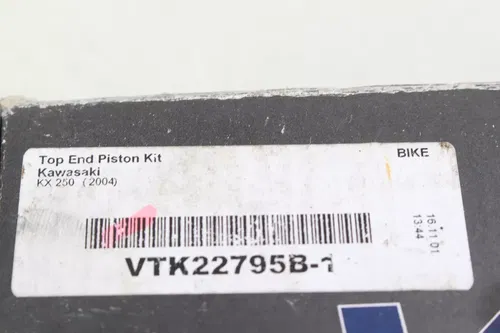 Top End Piston Kit
Kawasaki
KX 250 (2004)
BIKE
16.11.01
13:44
VTK22795B-1